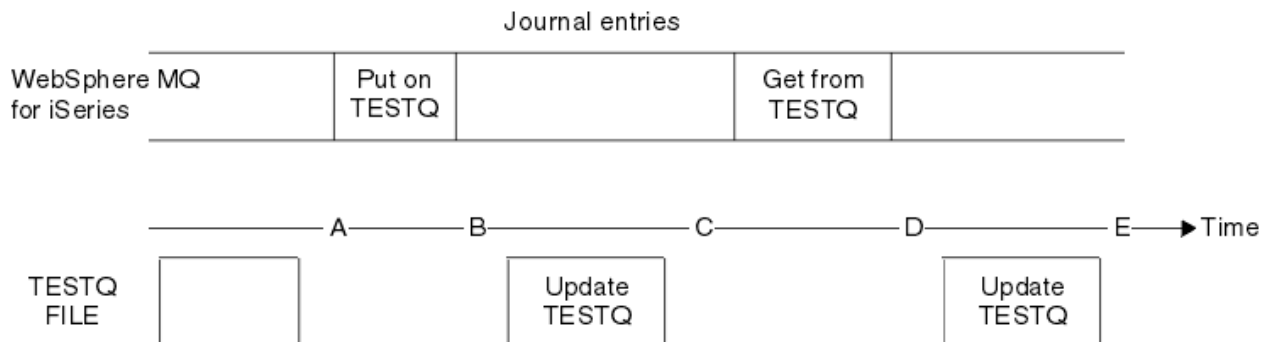 Journal entries
WebSphere MQ
for iSeries
Put on
TESTQ
Get from
TESTQ
A
B
C
D
E
Time
TESTQ
FILE
Update
TESTQ
Update
TESTQ